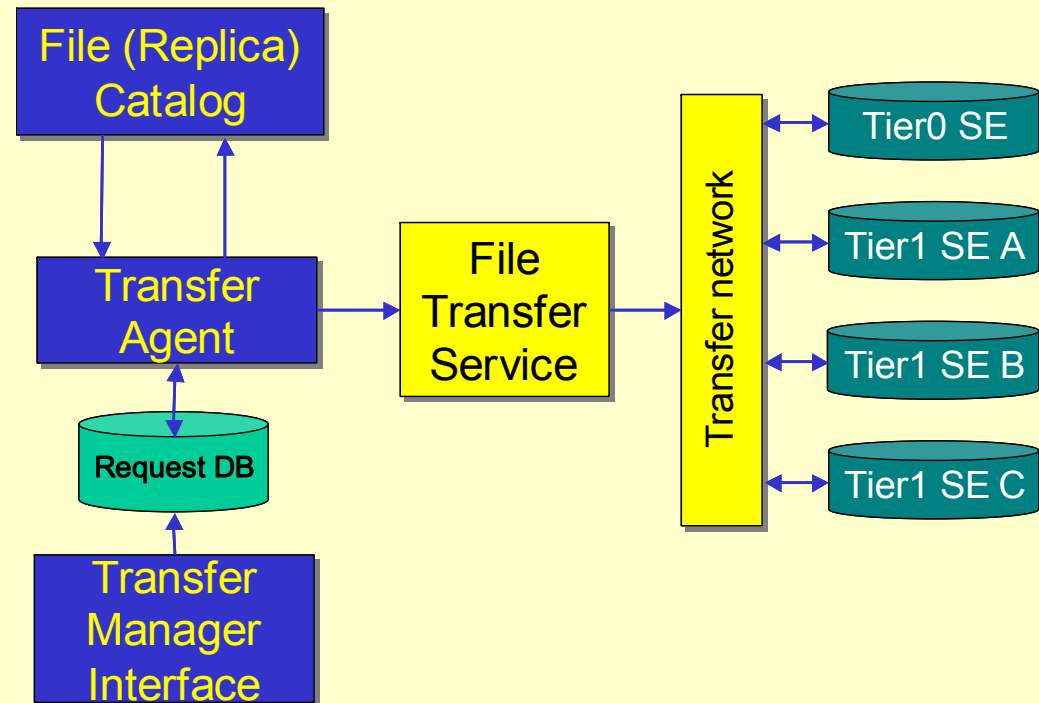 File (Replica)
Catalog
Transfer
Agent
Request DB
Transfer
Manager
Interface
File
Transfer
Service
Transfer network
Tier0 SE
Tier1 SE A
Tier1 SE B
Tier1 SE C